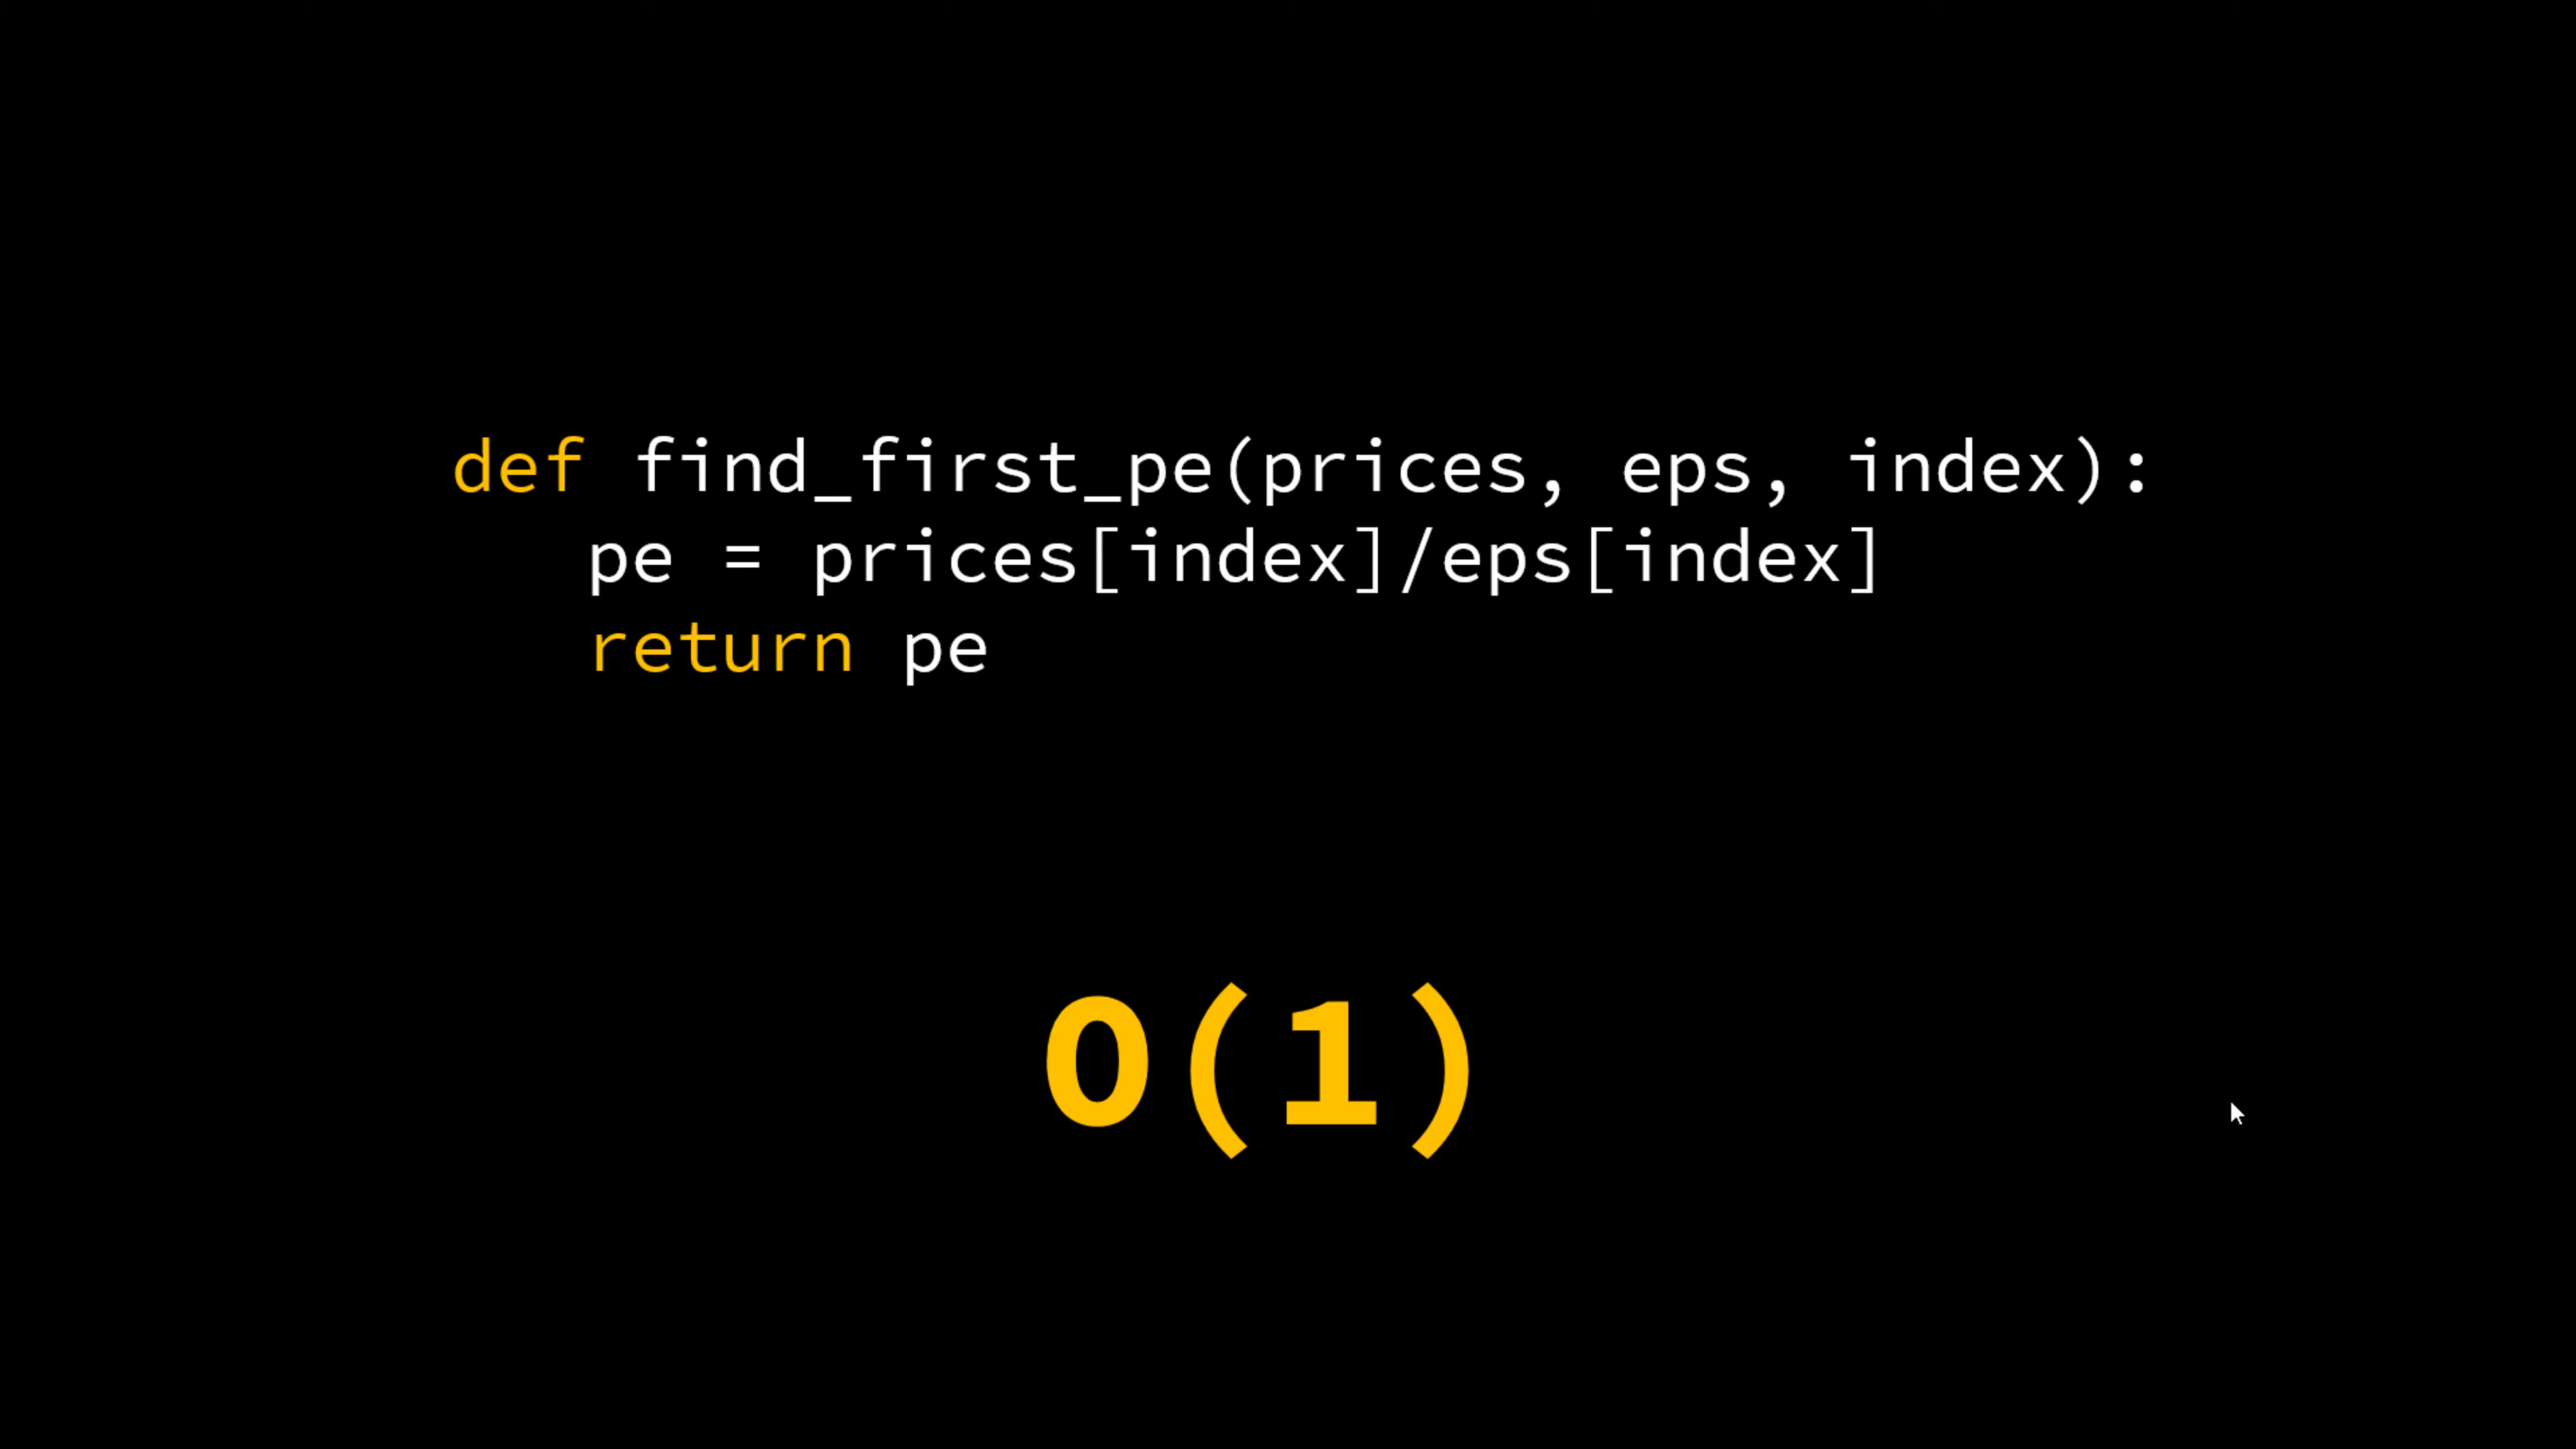 def find_first_pe(prices, eps, index):
pe = prices[index]/eps[index]
return pe
O(1)